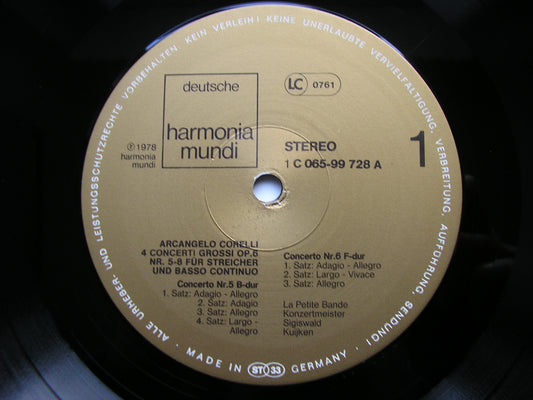 ALLE URHEBER- UND LEISTUNGSSCHUTZRECHTE VORBEHALTEN · KEIN VERLEIH! KEINE UNERLAUBTE VERVIELFÄLTIGUNG, VERBREITUNG, AUFFÜHRUNG, SENDUNG!
deutsche
harmonia
mundi
LC 0761
℗ 1978
harmonia
mundi
STEREO
1 C 065-99 728 A
1
ARCANGELO CORELLI
4 CONCERTI GROSSI OP.6
NR. 5-8 FÜR STREICHER
UND BASSO CONTINUO
Concerto Nr.5 B-dur
1. Satz: Adagio - Allegro
2. Satz: Adagio
3. Satz: Allegro
4. Satz: Largo -
Allegro
Concerto Nr.6 F-dur
1. Satz: Adagio - Allegro
2. Satz: Largo - Vivace
3. Satz: Allegro
La Petite Bande
Konzertmeister
Sigiswald
Kuijken
· MADE IN ST 33 GERMANY ·